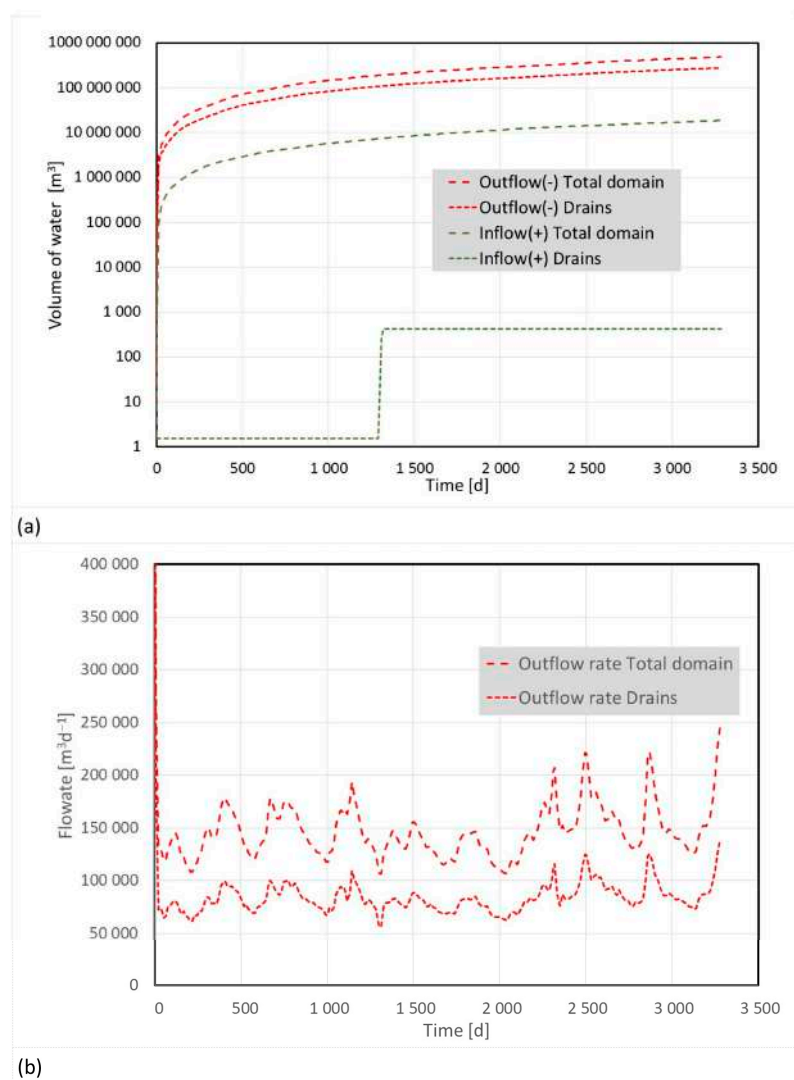 1000 000 000
100 000 000
10 000 000
1 000 000
100 000
10 000
1 000
100
10
1
Volume of water [m³]
Outflow(-) Total domain
Outflow(-) Drains
Inflow(+) Total domain
Inflow(+) Drains
0 500 1 000 1 500 2 000 2 500 3 000 3 500
Time [d]
(a)
400 000
350 000
300 000
250 000
200 000
150 000
100 000
50 000
0
Flowate [m³d⁻¹]
Outflow rate Total domain
Outflow rate Drains
0 500 1 000 1 500 2 000 2 500 3 000 3 500
Time [d]
(b)